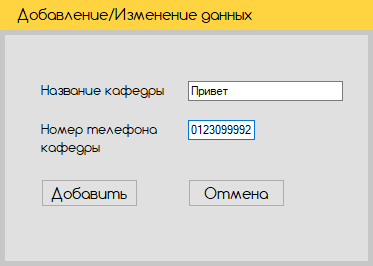 Добавление/Изменение данных
Название кафедры Привет
Номер телефона 0123099992
кафедры
Добавить Отмена